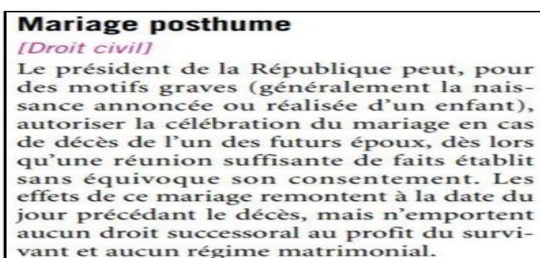 Mariage posthume
[Droit civil]
Le président de la République peut, pour
des motifs graves (généralement la nais-
sance annoncée ou réalisée d'un enfant),
autoriser la célébration du mariage en cas
de décès de l'un des futurs époux, dès lors
qu'une réunion suffisante de faits établit
sans équivoque son consentement. Les
effets de ce mariage remontent à la date du
jour précédant le décès, mais n'emportent
aucun droit successoral au profit du survi-
vant et aucun régime matrimonial.